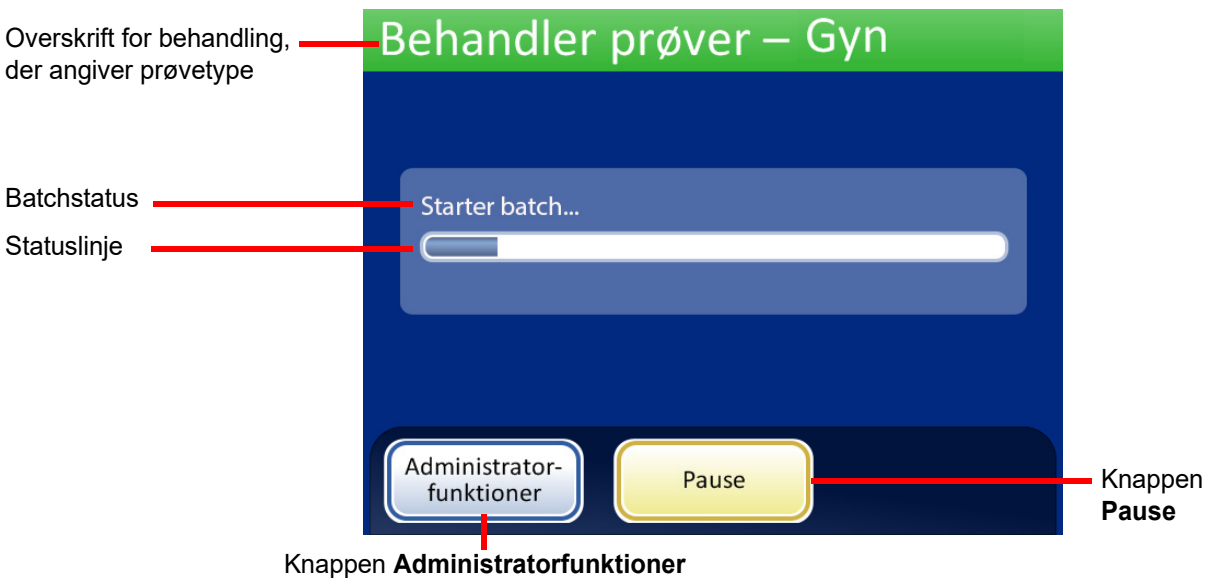 Overskrift for behandling,
der angiver prøvetype
Behandler prøver – Gyn
Batchstatus
Starter batch...
Statuslinje
Administrator-
funktioner
Pause
Knappen
Pause
Knappen Administratorfunktioner